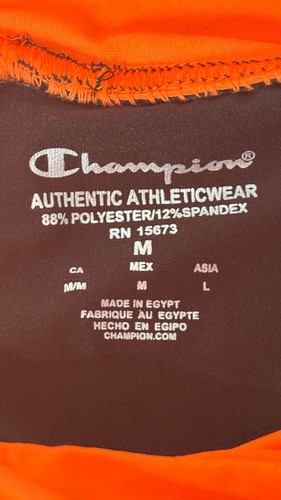 Champion®
AUTHENTIC ATHLETICWEAR
88% POLYESTER/12%SPANDEX
RN 15673
M
CA MEX ASIA
M/M M L
MADE IN EGYPT
FABRIQUE AU EGYPTE
HECHO EN EGIPO
CHAMPION.COM